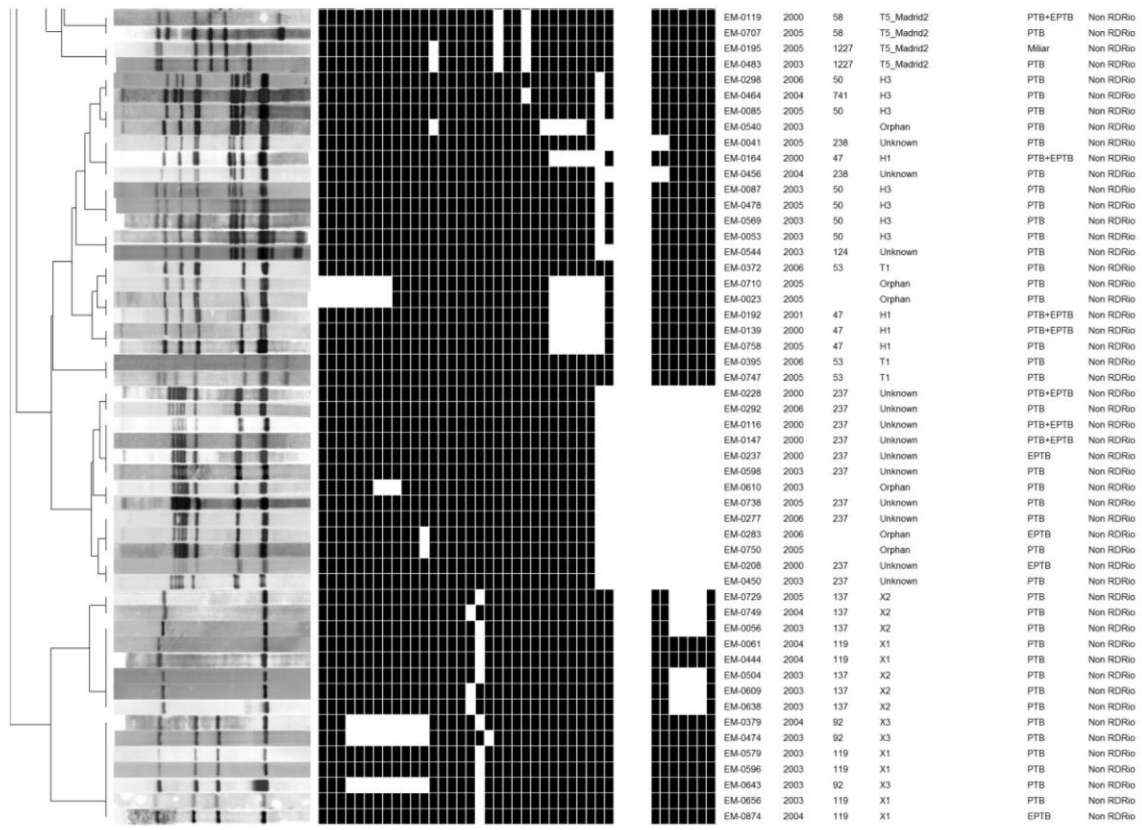 EM-0119 2000 58 T5_Madrid2 PTB+EPTB Non RDRio
EM-0707 2005 58 T5_Madrid2 PTB Non RDRio
EM-0195 2005 1227 T5_Madrid2 Miliar Non RDRio
EM-0483 2003 1227 T5_Madrid2 PTB Non RDRio
EM-0298 2006 50 H3 PTB Non RDRio
EM-0464 2004 741 H3 PTB Non RDRio
EM-0085 2005 50 H3 PTB Non RDRio
EM-0540 2003 Orphan PTB Non RDRio
EM-0041 2005 238 Unknown PTB Non RDRio
EM-0164 2000 47 H1 PTB+EPTB Non RDRio
EM-0456 2004 238 Unknown PTB Non RDRio
EM-0087 2003 50 H3 PTB Non RDRio
EM-0478 2005 50 H3 PTB Non RDRio
EM-0569 2003 50 H3 PTB Non RDRio
EM-0053 2003 50 H3 PTB Non RDRio
EM-0544 2003 124 Unknown PTB Non RDRio
EM-0372 2006 53 T1 PTB Non RDRio
EM-0710 2005 Orphan PTB Non RDRio
EM-0023 2005 Orphan PTB Non RDRio
EM-0192 2001 47 H1 PTB+EPTB Non RDRio
EM-0139 2000 47 H1 PTB+EPTB Non RDRio
EM-0758 2005 47 H1 PTB Non RDRio
EM-0395 2006 53 T1 PTB Non RDRio
EM-0747 2005 53 T1 PTB Non RDRio
EM-0228 2000 237 Unknown PTB+EPTB Non RDRio
EM-0292 2006 237 Unknown PTB Non RDRio
EM-0116 2000 237 Unknown PTB+EPTB Non RDRio
EM-0147 2000 237 Unknown PTB+EPTB Non RDRio
EM-0237 2000 237 Unknown EPTB Non RDRio
EM-0598 2003 237 Unknown PTB Non RDRio
EM-0610 2003 Orphan PTB Non RDRio
EM-0738 2005 237 Unknown PTB Non RDRio
EM-0277 2006 237 Unknown PTB Non RDRio
EM-0283 2006 Orphan EPTB Non RDRio
EM-0750 2005 Orphan PTB Non RDRio
EM-0208 2000 237 Unknown EPTB Non RDRio
EM-0450 2003 237 Unknown PTB Non RDRio
EM-0729 2005 137 X2 PTB Non RDRio
EM-0749 2004 137 X2 PTB Non RDRio
EM-0056 2003 137 X2 PTB Non RDRio
EM-0061 2004 119 X1 PTB Non RDRio
EM-0444 2004 119 X1 PTB Non RDRio
EM-0504 2003 137 X2 PTB Non RDRio
EM-0609 2003 137 X2 PTB Non RDRio
EM-0638 2003 137 X2 PTB Non RDRio
EM-0379 2004 92 X3 PTB Non RDRio
EM-0474 2003 92 X3 PTB Non RDRio
EM-0579 2003 119 X1 PTB Non RDRio
EM-0596 2003 119 X1 PTB Non RDRio
EM-0643 2003 92 X3 PTB Non RDRio
EM-0656 2003 119 X1 PTB Non RDRio
EM-0874 2004 119 X1 EPTB Non RDRio